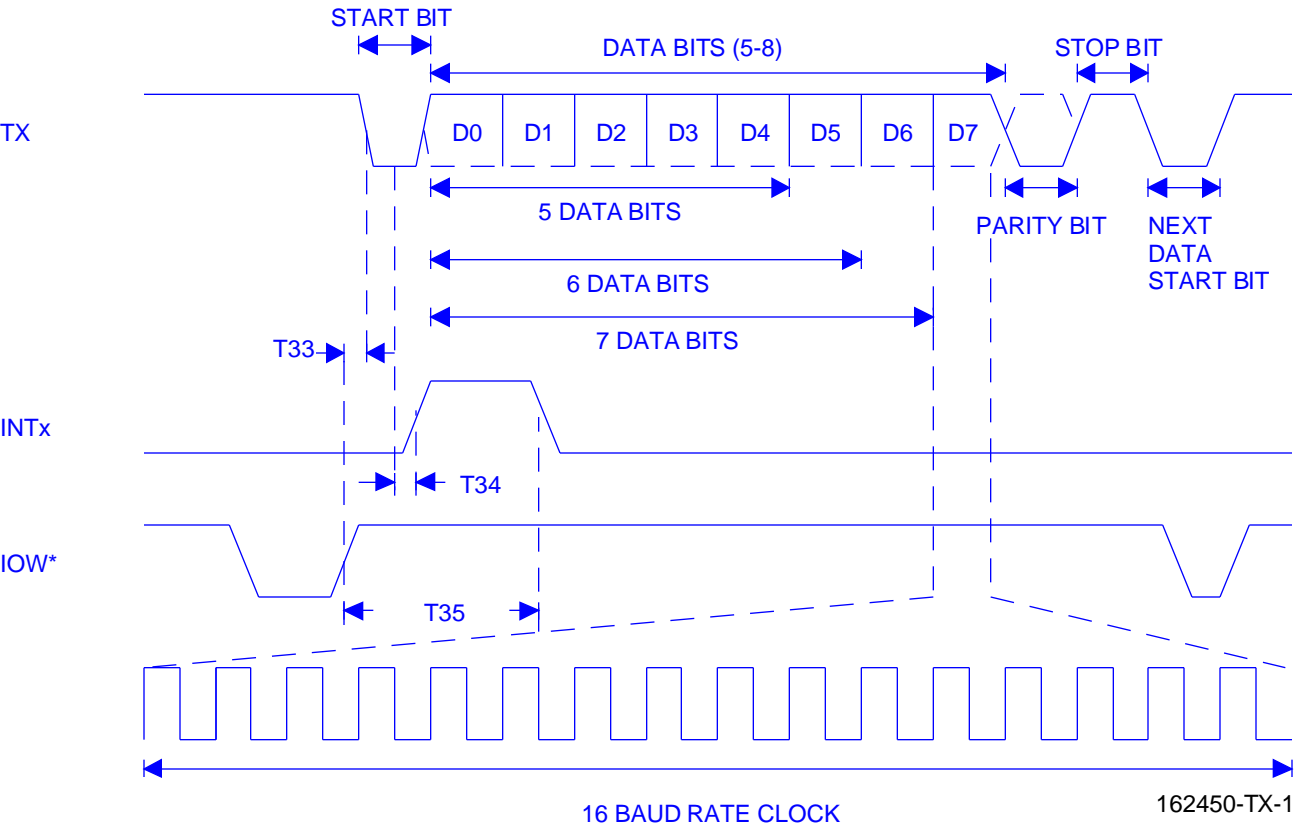 START BIT
DATA BITS (5-8)
STOP BIT
TX
D0 D1 D2 D3 D4 D5 D6 D7
5 DATA BITS
PARITY BIT
NEXT
DATA
START BIT
6 DATA BITS
7 DATA BITS
T33
INTx
T34
IOW*
T35
16 BAUD RATE CLOCK
162450-TX-1